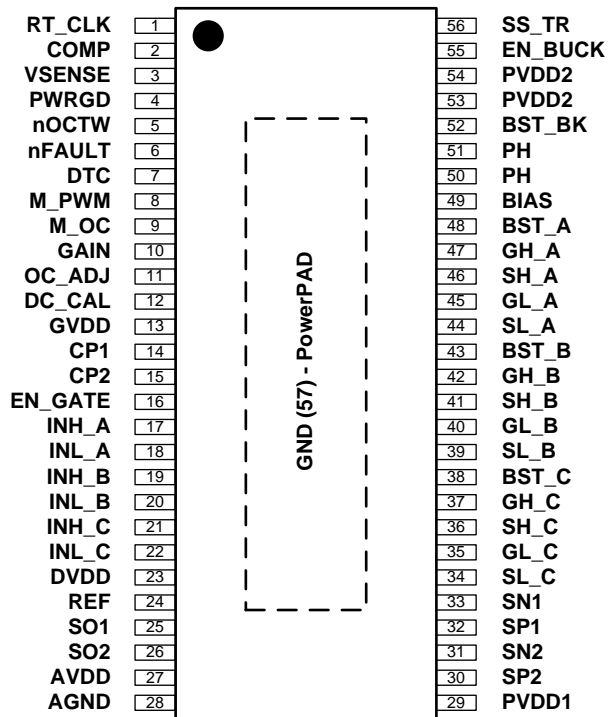 RT_CLK 1 56 SS_TR
COMP 2 55 EN_BUCK
VSENSE 3 54 PVDD2
PWRGD 4 53 PVDD2
nOCTW 5 52 BST_BK
nFAULT 6 51 PH
DTC 7 50 PH
M_PWM 8 49 BIAS
M_OC 9 48 BST_A
GAIN 10 47 GH_A
OC_ADJ 11 46 SH_A
DC_CAL 12 45 GL_A
GVDD 13 44 SL_A
CP1 14 43 BST_B
CP2 15 42 GH_B
EN_GATE 16 41 SH_B
INH_A 17 40 GL_B
INL_A 18 39 SL_B
INH_B 19 38 BST_C
INL_B 20 37 GH_C
INH_C 21 36 SH_C
INL_C 22 35 GL_C
DVDD 23 34 SL_C
REF 24 33 SN1
SO1 25 32 SP1
SO2 26 31 SN2
AVDD 27 30 SP2
AGND 28 29 PVDD1
GND (57) - PowerPAD